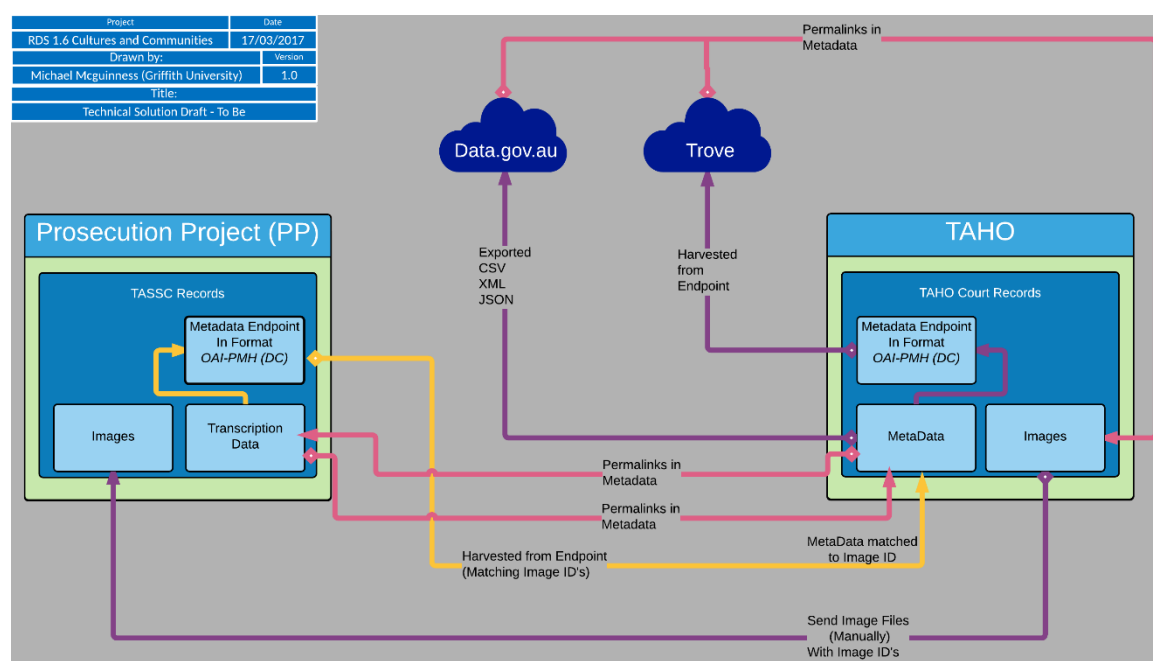 Project Date
RDS 1.6 Cultures and Communities 17/03/2017
Drawn by: Version
Michael Mcguinness (Griffith University) 1.0
Title:
Technical Solution Draft - To Be
Permalinks in
Metadata
Data.gov.au
Trove
Prosecution Project (PP)
TASSC Records
Metadata Endpoint
In Format
OAI-PMH (DC)
Images
Transcription
Data
Exported
CSV
XML
JSON
Harvested
from
Endpoint
TAHO
TAHO Court Records
Metadata Endpoint
In Format
OAI-PMH (DC)
MetaData
Images
Permalinks in
Metadata
Permalinks in
Metadata
Harvested from Endpoint
(Matching Image ID's)
MetaData matched
to Image ID
Send Image Files
(Manually)
With Image ID's